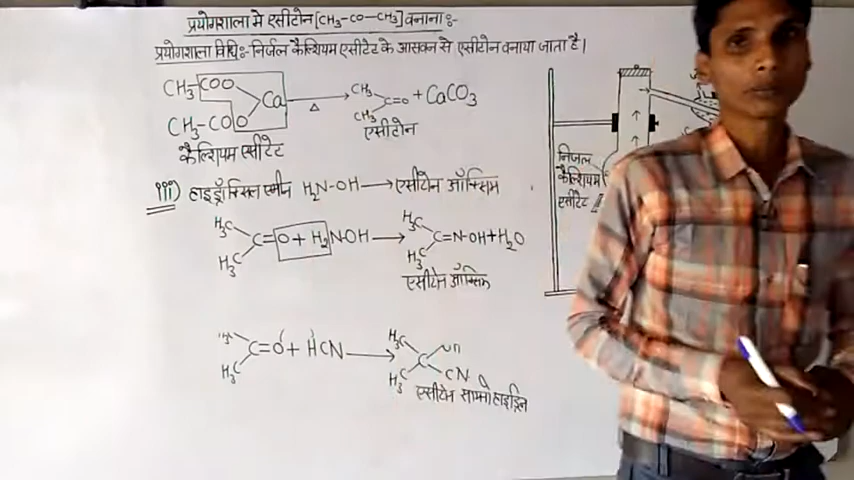 प्रयोगशाला मे एसीटोन [CH₃-CO-CH₃] बनाना:-
प्रयोगशाला विधि:- निर्जल कैल्शियम एसीटेट के आसवन से एसीटोन बनाया जाता है।
CH₃COO
Ca
CH₃-COO
△
CH₃
C=O + CaCO₃
CH₃
एसीटोन
कैल्शियम एसीटेट
iii) हाइड्रॉक्सिल एमीन H₂N-OH → एसीटोन ऑक्सिम
H₃C
C=O + H₂N-OH →
H₃C
H₃C
C=N-OH + H₂O
H₃C
एसीटोन ऑक्सिम
H₃C
C=O + HCN →
H₃C
H₃C
C
CN
एसीटोन सायनोहाइड्रिन
निर्जल
कैल्शियम
एसीटेट